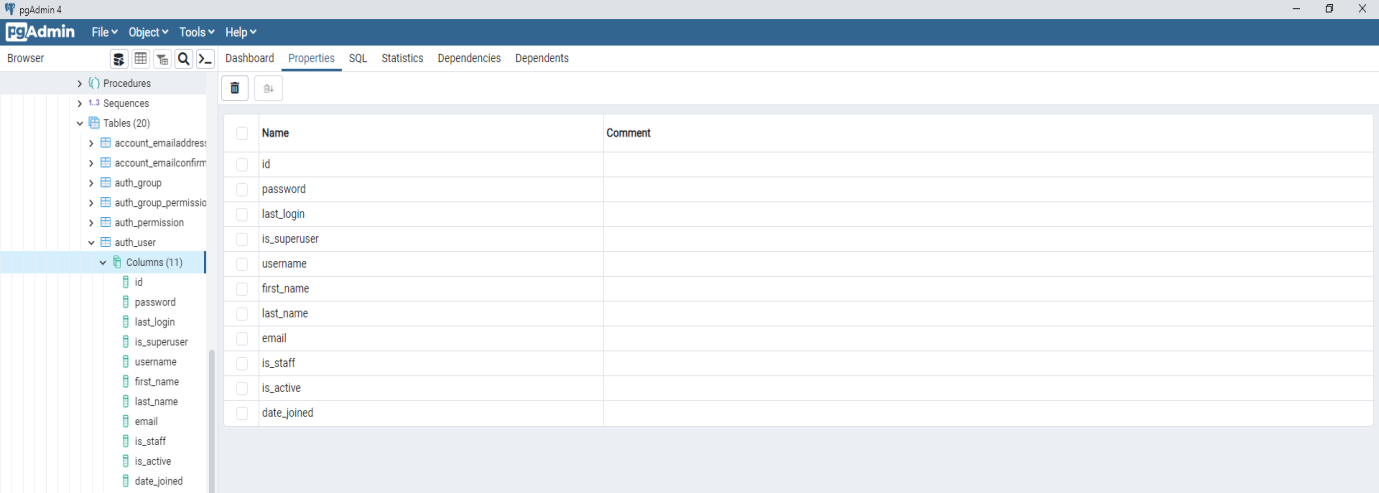 pgAdmin 4
pgAdmin File Object Tools Help
Browser
Dashboard Properties SQL Statistics Dependencies Dependents
Procedures
1..3 Sequences
Tables (20)
account_emailaddress
account_emailconfirm
auth_group
auth_group_permissio
auth_permission
auth_user
Columns (11)
id
password
last_login
is_superuser
username
first_name
last_name
email
is_staff
is_active
date_joined
Name Comment
id
password
last_login
is_superuser
username
first_name
last_name
email
is_staff
is_active
date_joined